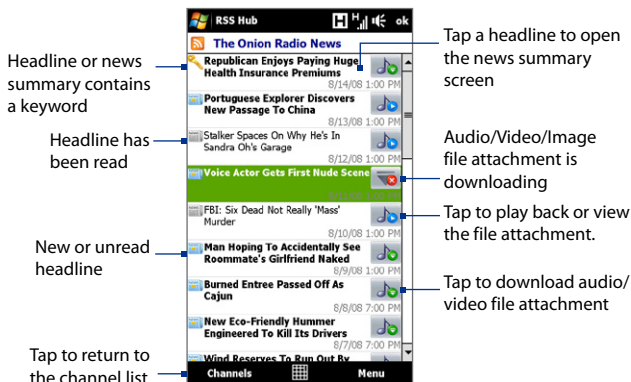 RSS Hub
H
H
ok
The Onion Radio News
Republican Enjoys Paying Huge
Health Insurance Premiums
8/14/08 1:00 PM
Portuguese Explorer Discovers
New Passage To China
8/13/08 1:00 PM
Stalker Spaces On Why He's In
Sandra Oh's Garage
8/12/08 1:00 PM
Voice Actor Gets First Nude Scene
FBI: Six Dead Not Really 'Mass'
Murder
8/10/08 1:00 PM
Man Hoping To Accidentally See
Roommate's Girlfriend Naked
8/9/08 1:00 PM
Burned Entree Passed Off As
Cajun
8/8/08 7:00 PM
New Eco-Friendly Hummer
Engineered To Kill Its Drivers
8/7/08 7:00 PM
Wind Reserves To Run Out By
Channels
Menu
Headline or news
summary contains
a keyword
Headline has
been read
New or unread
headline
Tap to return to
the channel list
Tap a headline to open
the news summary
screen
Audio/Video/Image
file attachment is
downloading
Tap to play back or view
the file attachment.
Tap to download audio/
video file attachment